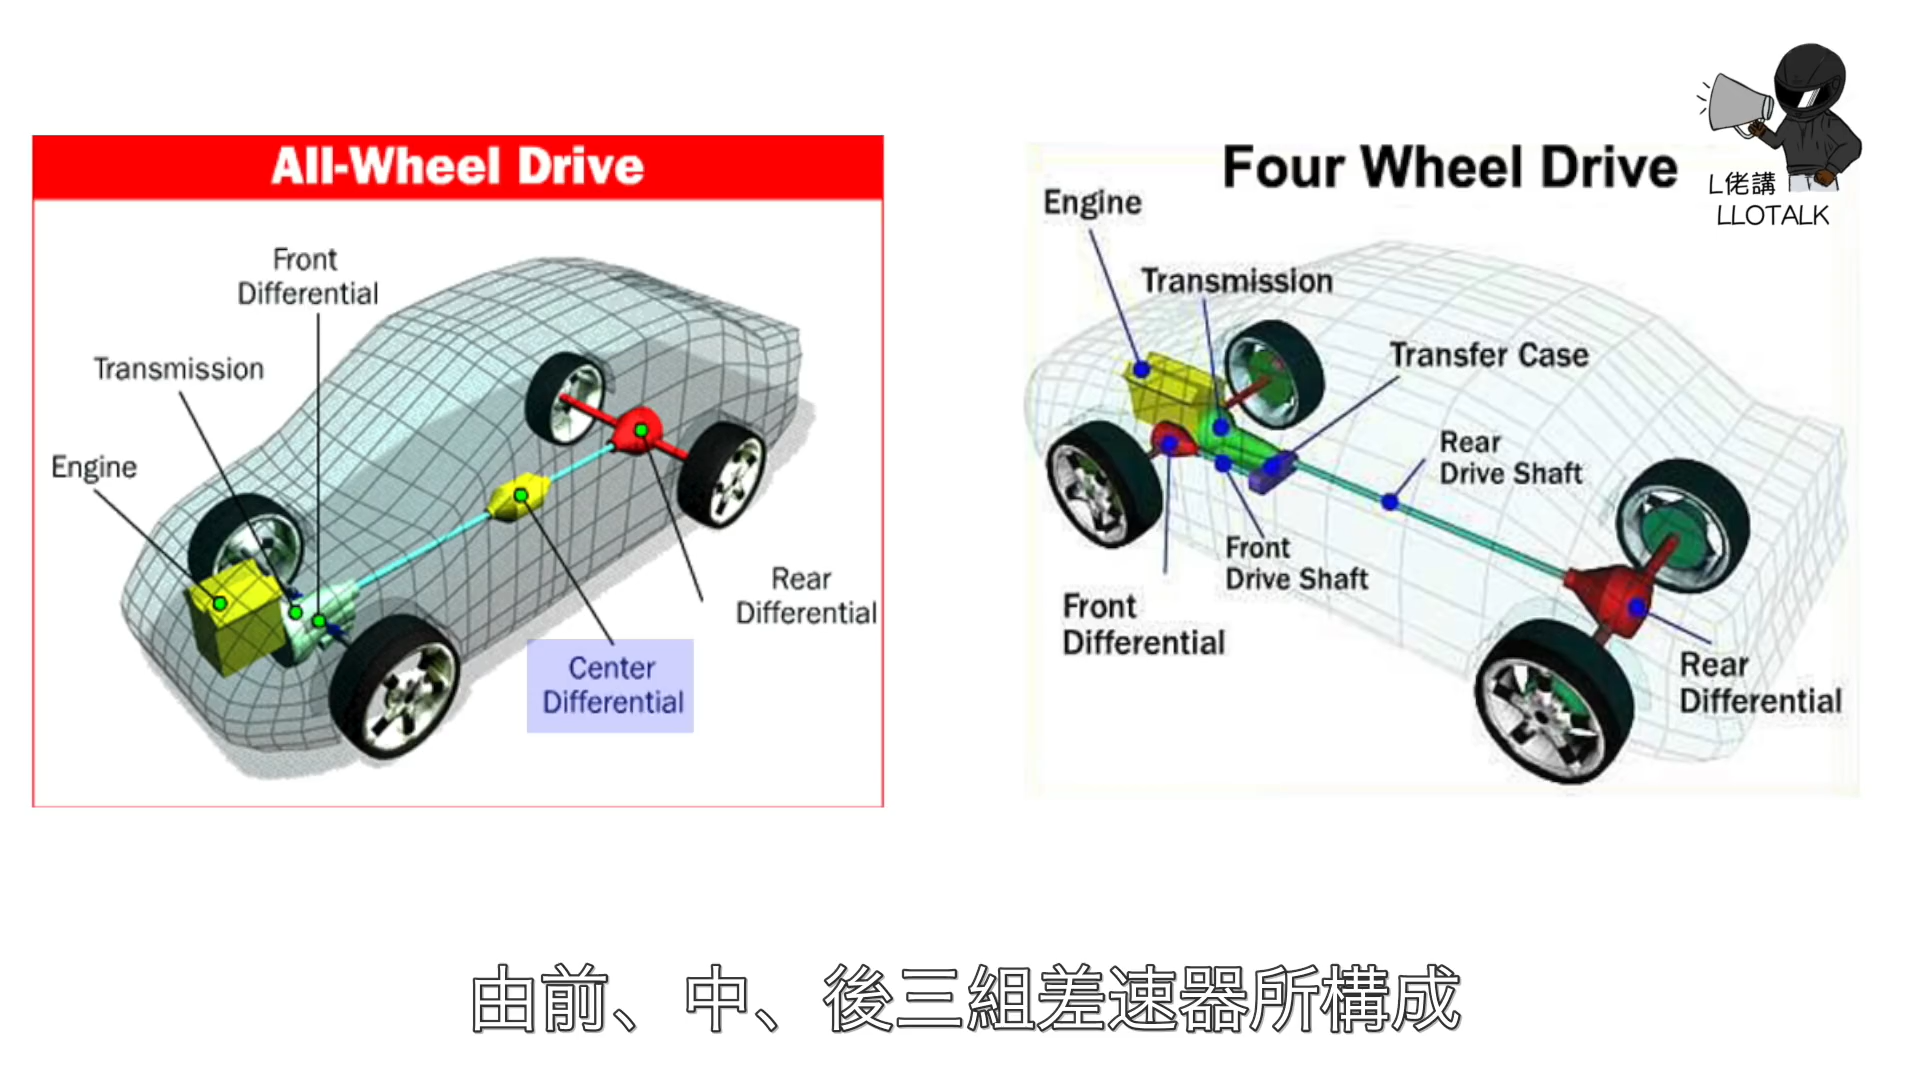 All-Wheel Drive
Front
Differential
Transmission
Engine
Rear
Differential
Center
Differential
Four Wheel Drive
L佬講
LLOTALK
Engine
Transmission
Transfer Case
Rear
Drive Shaft
Front
Drive Shaft
Front
Differential
Rear
Differential
由前、中、後三組差速器所構成